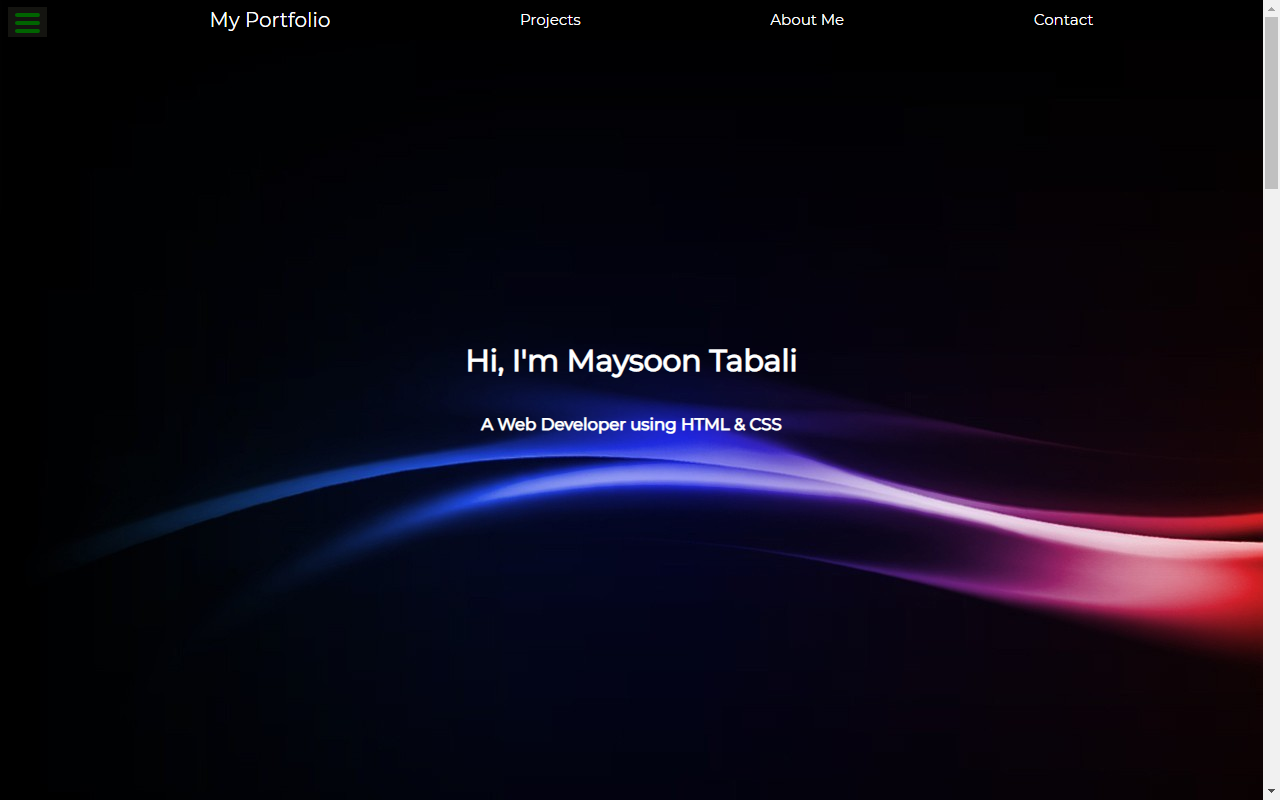 My Portfolio
Projects
About Me
Contact
Hi, I'm Maysoon Tabali
A Web Developer using HTML & CSS